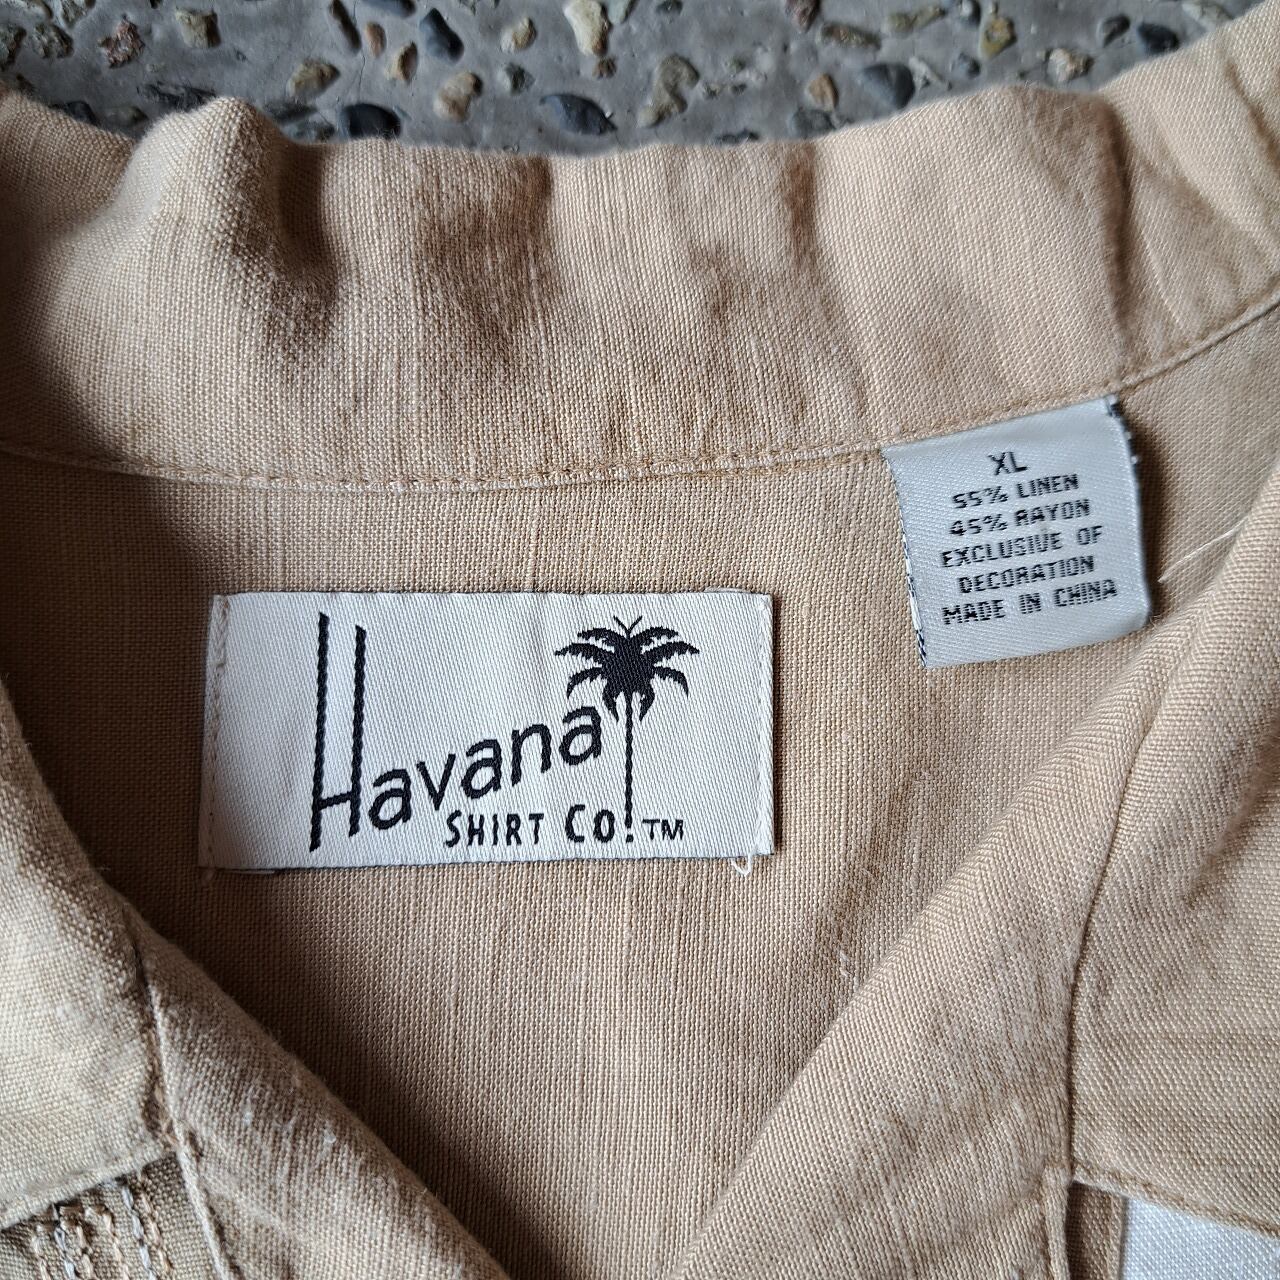 Havana
SHIRT CO.™
XL
55% LINEN
45% RAYON
EXCLUSIVE OF
DECORATION
MADE IN CHINA